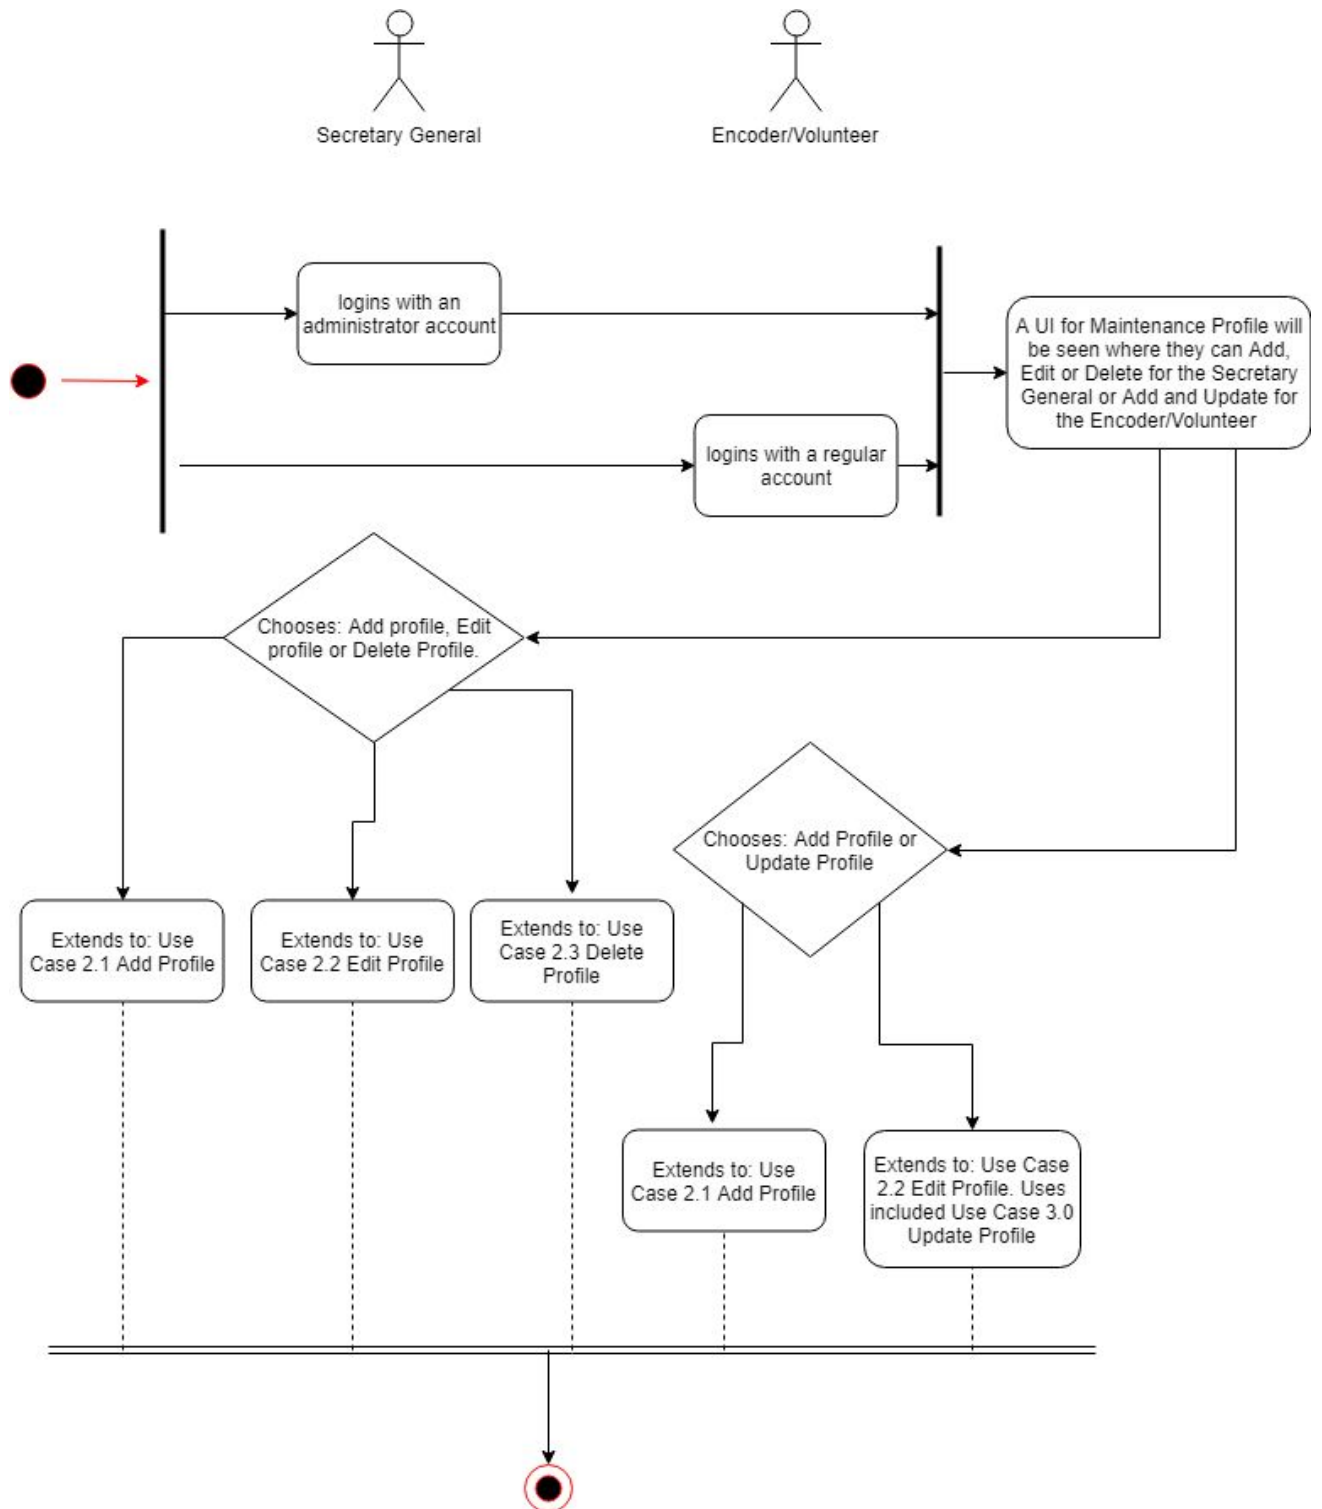 Secretary General
Encoder/Volunteer
logins with an
administrator account
A UI for Maintenance Profile will
be seen where they can Add,
Edit or Delete for the Secretary
General or Add and Update for
the Encoder/Volunteer
logins with a regular
account
Chooses: Add profile, Edit
profile or Delete Profile.
Chooses: Add Profile or
Update Profile
Extends to: Use
Case 2.1 Add Profile
Extends to: Use
Case 2.2 Edit Profile
Extends to: Use
Case 2.3 Delete
Profile
Extends to: Use
Case 2.1 Add Profile
Extends to: Use Case
2.2 Edit Profile. Uses
included Use Case 3.0
Update Profile